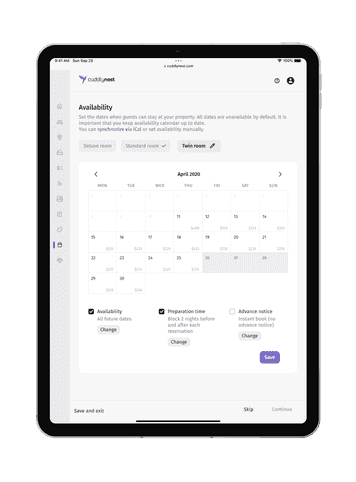 9:41 AM Sun Sep 23
100%
cuddlynest.com
cuddlynest
Availability
Set the dates when guests can stay at your property. All dates are unavailable by default. It is
important that you keep availability calendar up to date.
You can synchronize via iCal or set availability manually.
Deluxe room Standard room Twin room
April 2020
MON TUE WED THU FRI SAT SUN
11 12 13 14
15 16 17 18 19 20 21
22 23 24 25 26 27 28
29 30
Availability
All future dates
Change
Preparation time
Block 2 nights before
and after each
reservation
Change
Advance notice
Instant book (no
advance notice)
Change
Save
Save and exit
Skip
Continue